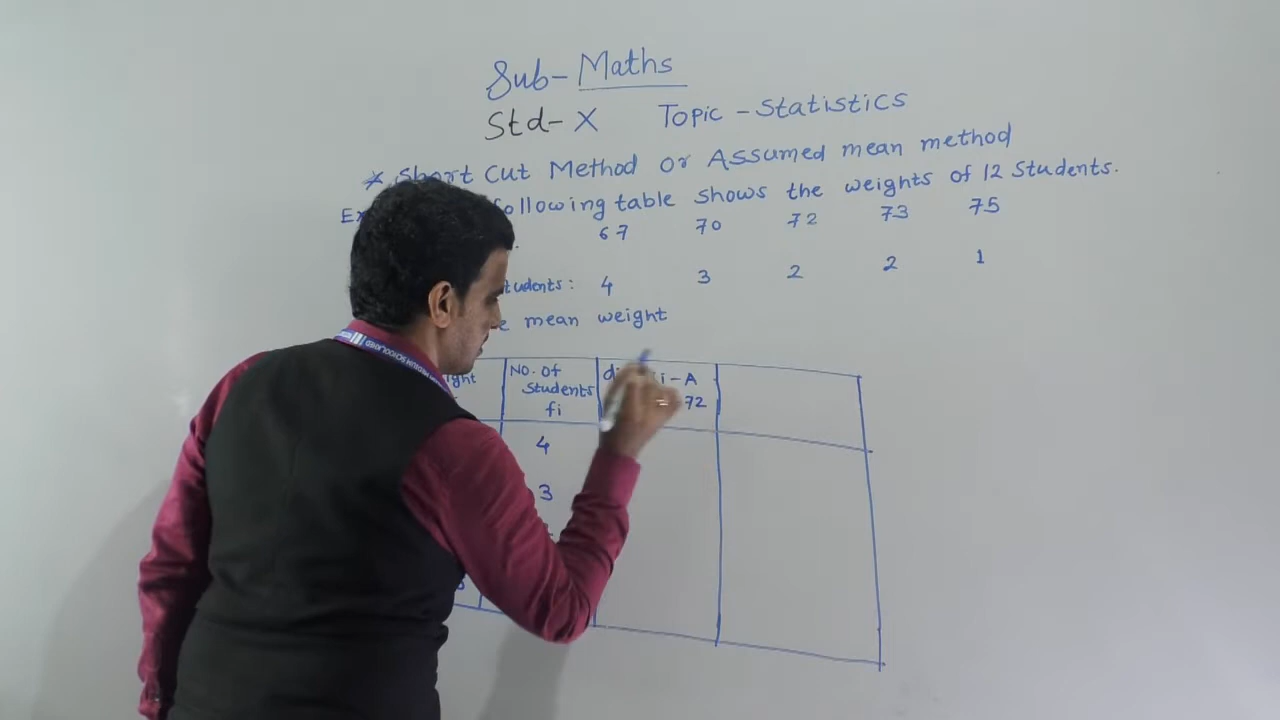 Sub- Maths
Std- X Topic - Statistics
* Short Cut Method Or Assumed mean method
following table shows the weights of 12 Students.
67 70 72 73 75
tudents: 4 3 2 2 1
mean weight
No. of Students fi
i - A
= 72
4
3